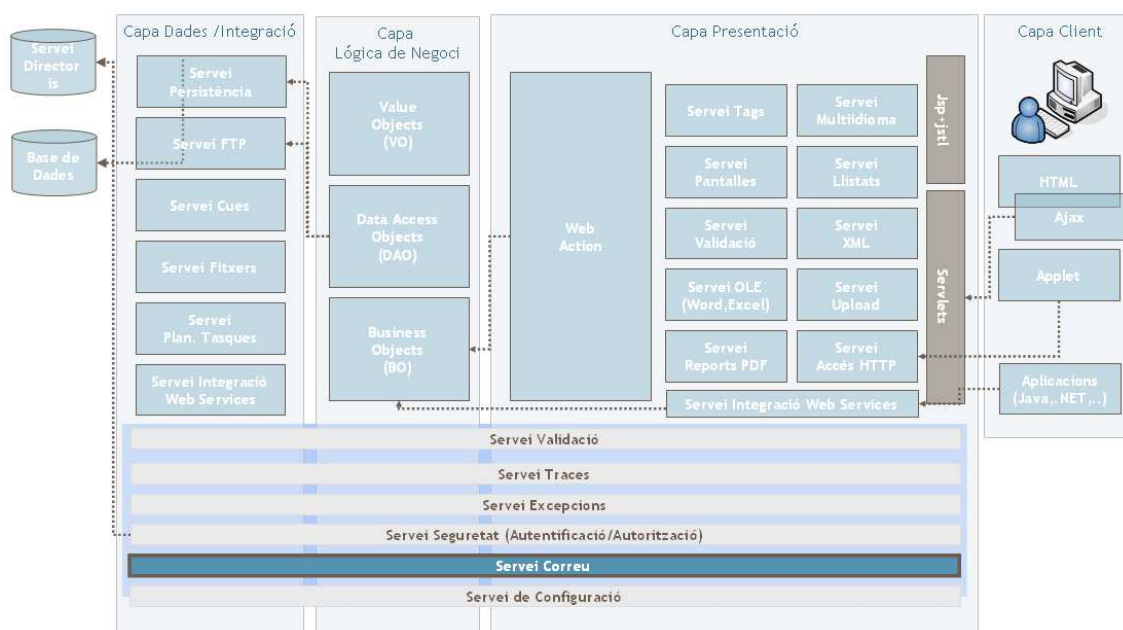 Servei
Director
is
Base de
Dades
Capa Dades /Integració
Servei
Persistència
Servei FTP
Servei Cues
Servei Fitxers
Servei
Plan. Tasques
Servei Integració
Web Services
Capa
Lógica de Negoci
Value
Objects
(VO)
Data Access
Objects
(DAO)
Business
Objects
(BO)
Capa Presentació
Web
Action
Servei Tags
Servei
Multiidioma
Servei
Pantalles
Servei
Llistats
Servei
Validació
Servei
XML
Servei OLE
(Word,Excel)
Servei
Upload
Servei
Reports PDF
Servei
Accés HTTP
Servei Integració Web Services
Jsp+jstl
Servlets
Capa Client
HTML
Ajax
Applet
Aplicacions
(Java,.NET,..)
Servei Validació
Servei Traces
Servei Excepcions
Servei Seguretat (Autentificació/Autorització)
Servei Correu
Servei de Configuració